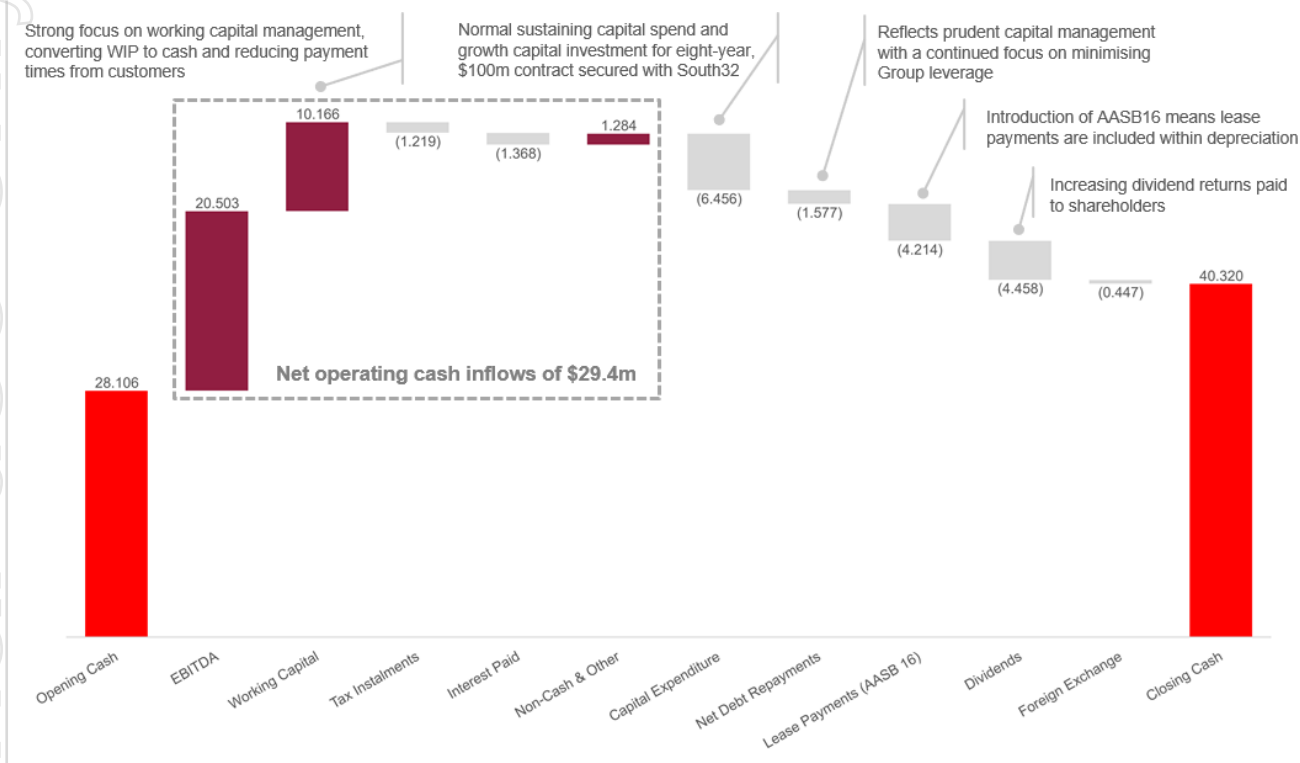 Strong focus on working capital management,
converting WIP to cash and reducing payment
times from customers
Normal sustaining capital spend and
growth capital investment for eight-year,
$100m contract secured with South32
Reflects prudent capital management
with a continued focus on minimising
Group leverage
Introduction of AASB16 means lease
payments are included within depreciation
Increasing dividend returns paid
to shareholders
28.106
20.503
10.166
(1.219)
(1.368)
1.284
(6.456)
(1.577)
(4.214)
(4.458)
(0.447)
40.320
Net operating cash inflows of $29.4m
Opening Cash
EBITDA
Working Capital
Tax Instalments
Interest Paid
Non-Cash & Other
Capital Expenditure
Net Debt Repayments
Lease Payments (AASB 16)
Dividends
Foreign Exchange
Closing Cash